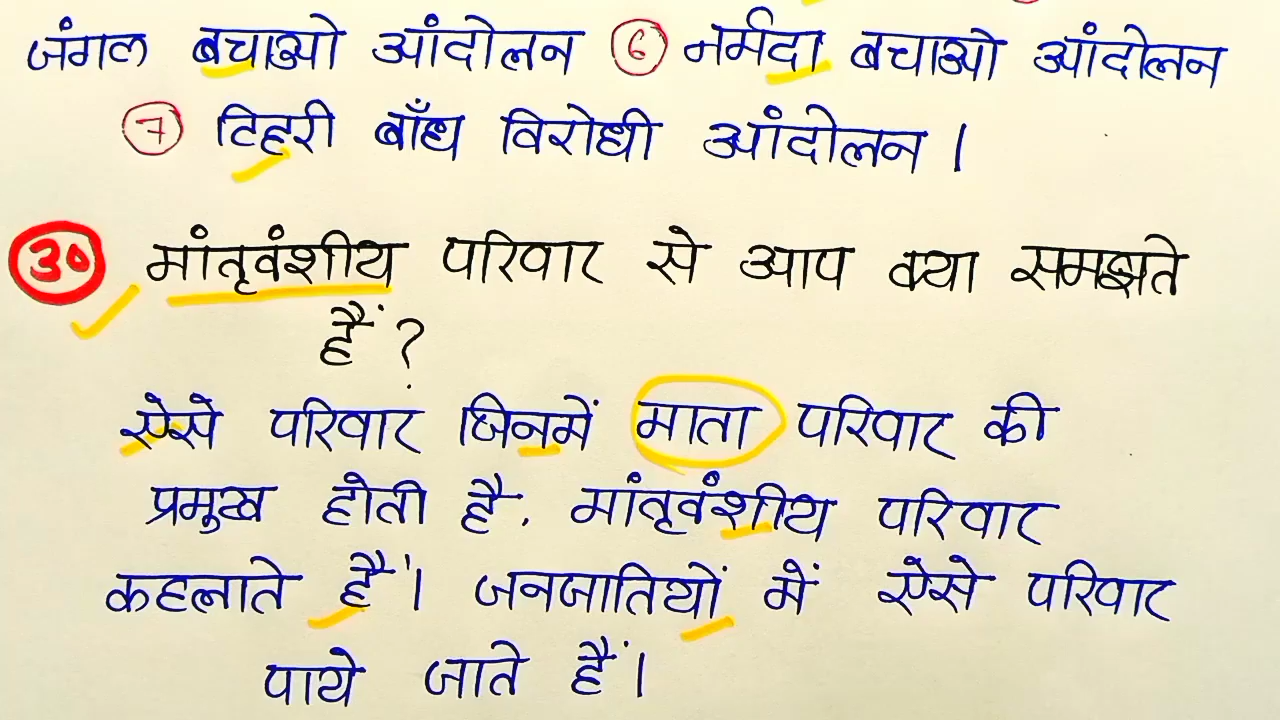 जंगल बचाओ आंदोलन ⑥ नर्मदा बचाओ आंदोलन
⑦ टिहरी बाँध विरोधी आंदोलन।
३० मांतृवंशीय परिवार से आप क्या समझते
हैं?
ऐसे परिवार जिनमें माता परिवार की
प्रमुख होती है, मांतृवंशीय परिवार
कहलाते हैं। जनजातियों में ऐसे परिवार
पाये जाते हैं।